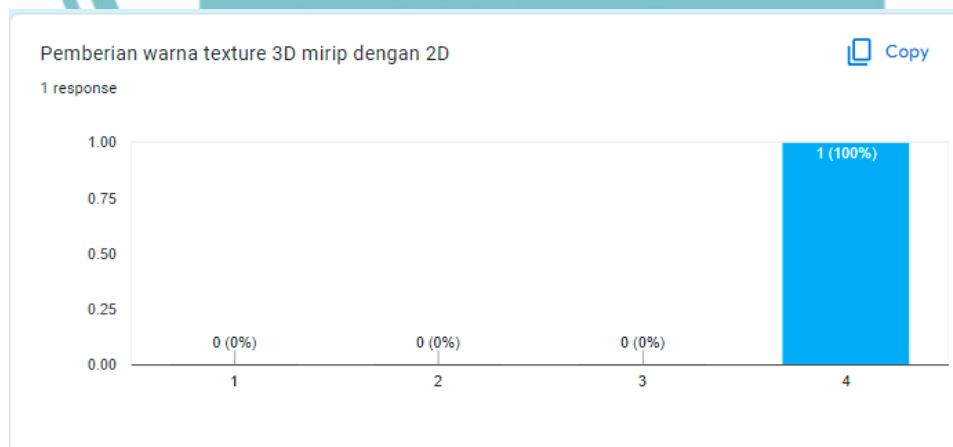 Pemberian warna texture 3D mirip dengan 2D
Copy
1 response
1.00
1 (100%)
0.75
0.50
0.25
0 (0%) 0 (0%) 0 (0%)
0.00
1 2 3 4